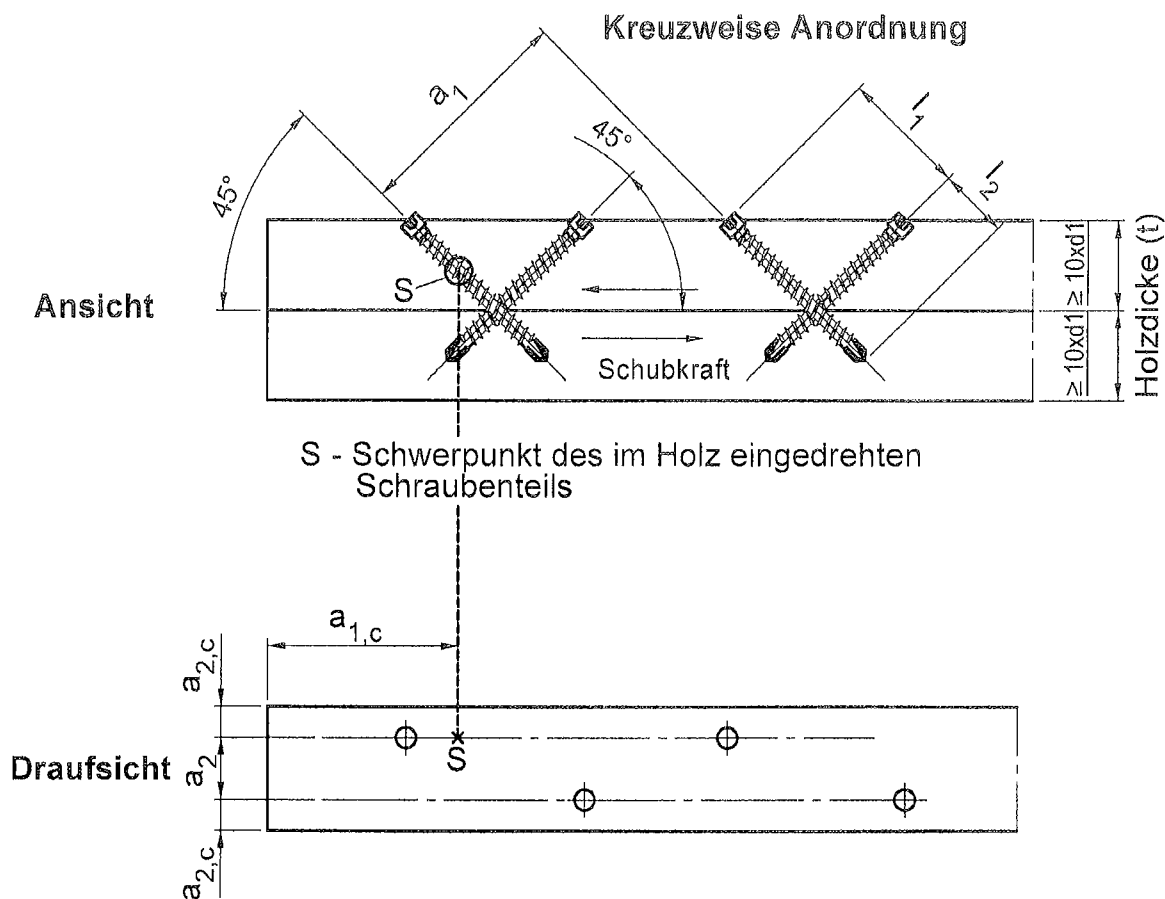 Kreuzweise Anordnung
a1
l1
l2
45°
45°
Ansicht
S
Schubkraft
≥ 10xd1
≥ 10xd1
Holzdicke (t)
S - Schwerpunkt des im Holz eingedrehten
Schraubenteils
a1,c
a2,c
Draufsicht
a2
S
a2,c